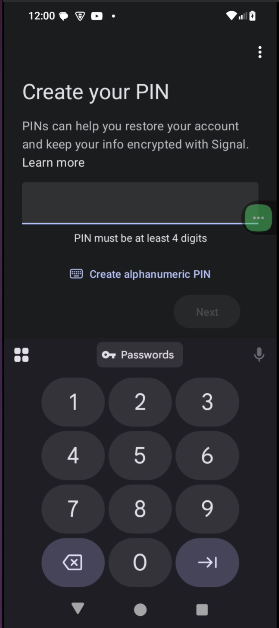 12:00
Create your PIN
PINs can help you restore your account
and keep your info encrypted with Signal.
Learn more
PIN must be at least 4 digits
Create alphanumeric PIN
Next
Passwords
1 2 3
4 5 6
7 8 9
0